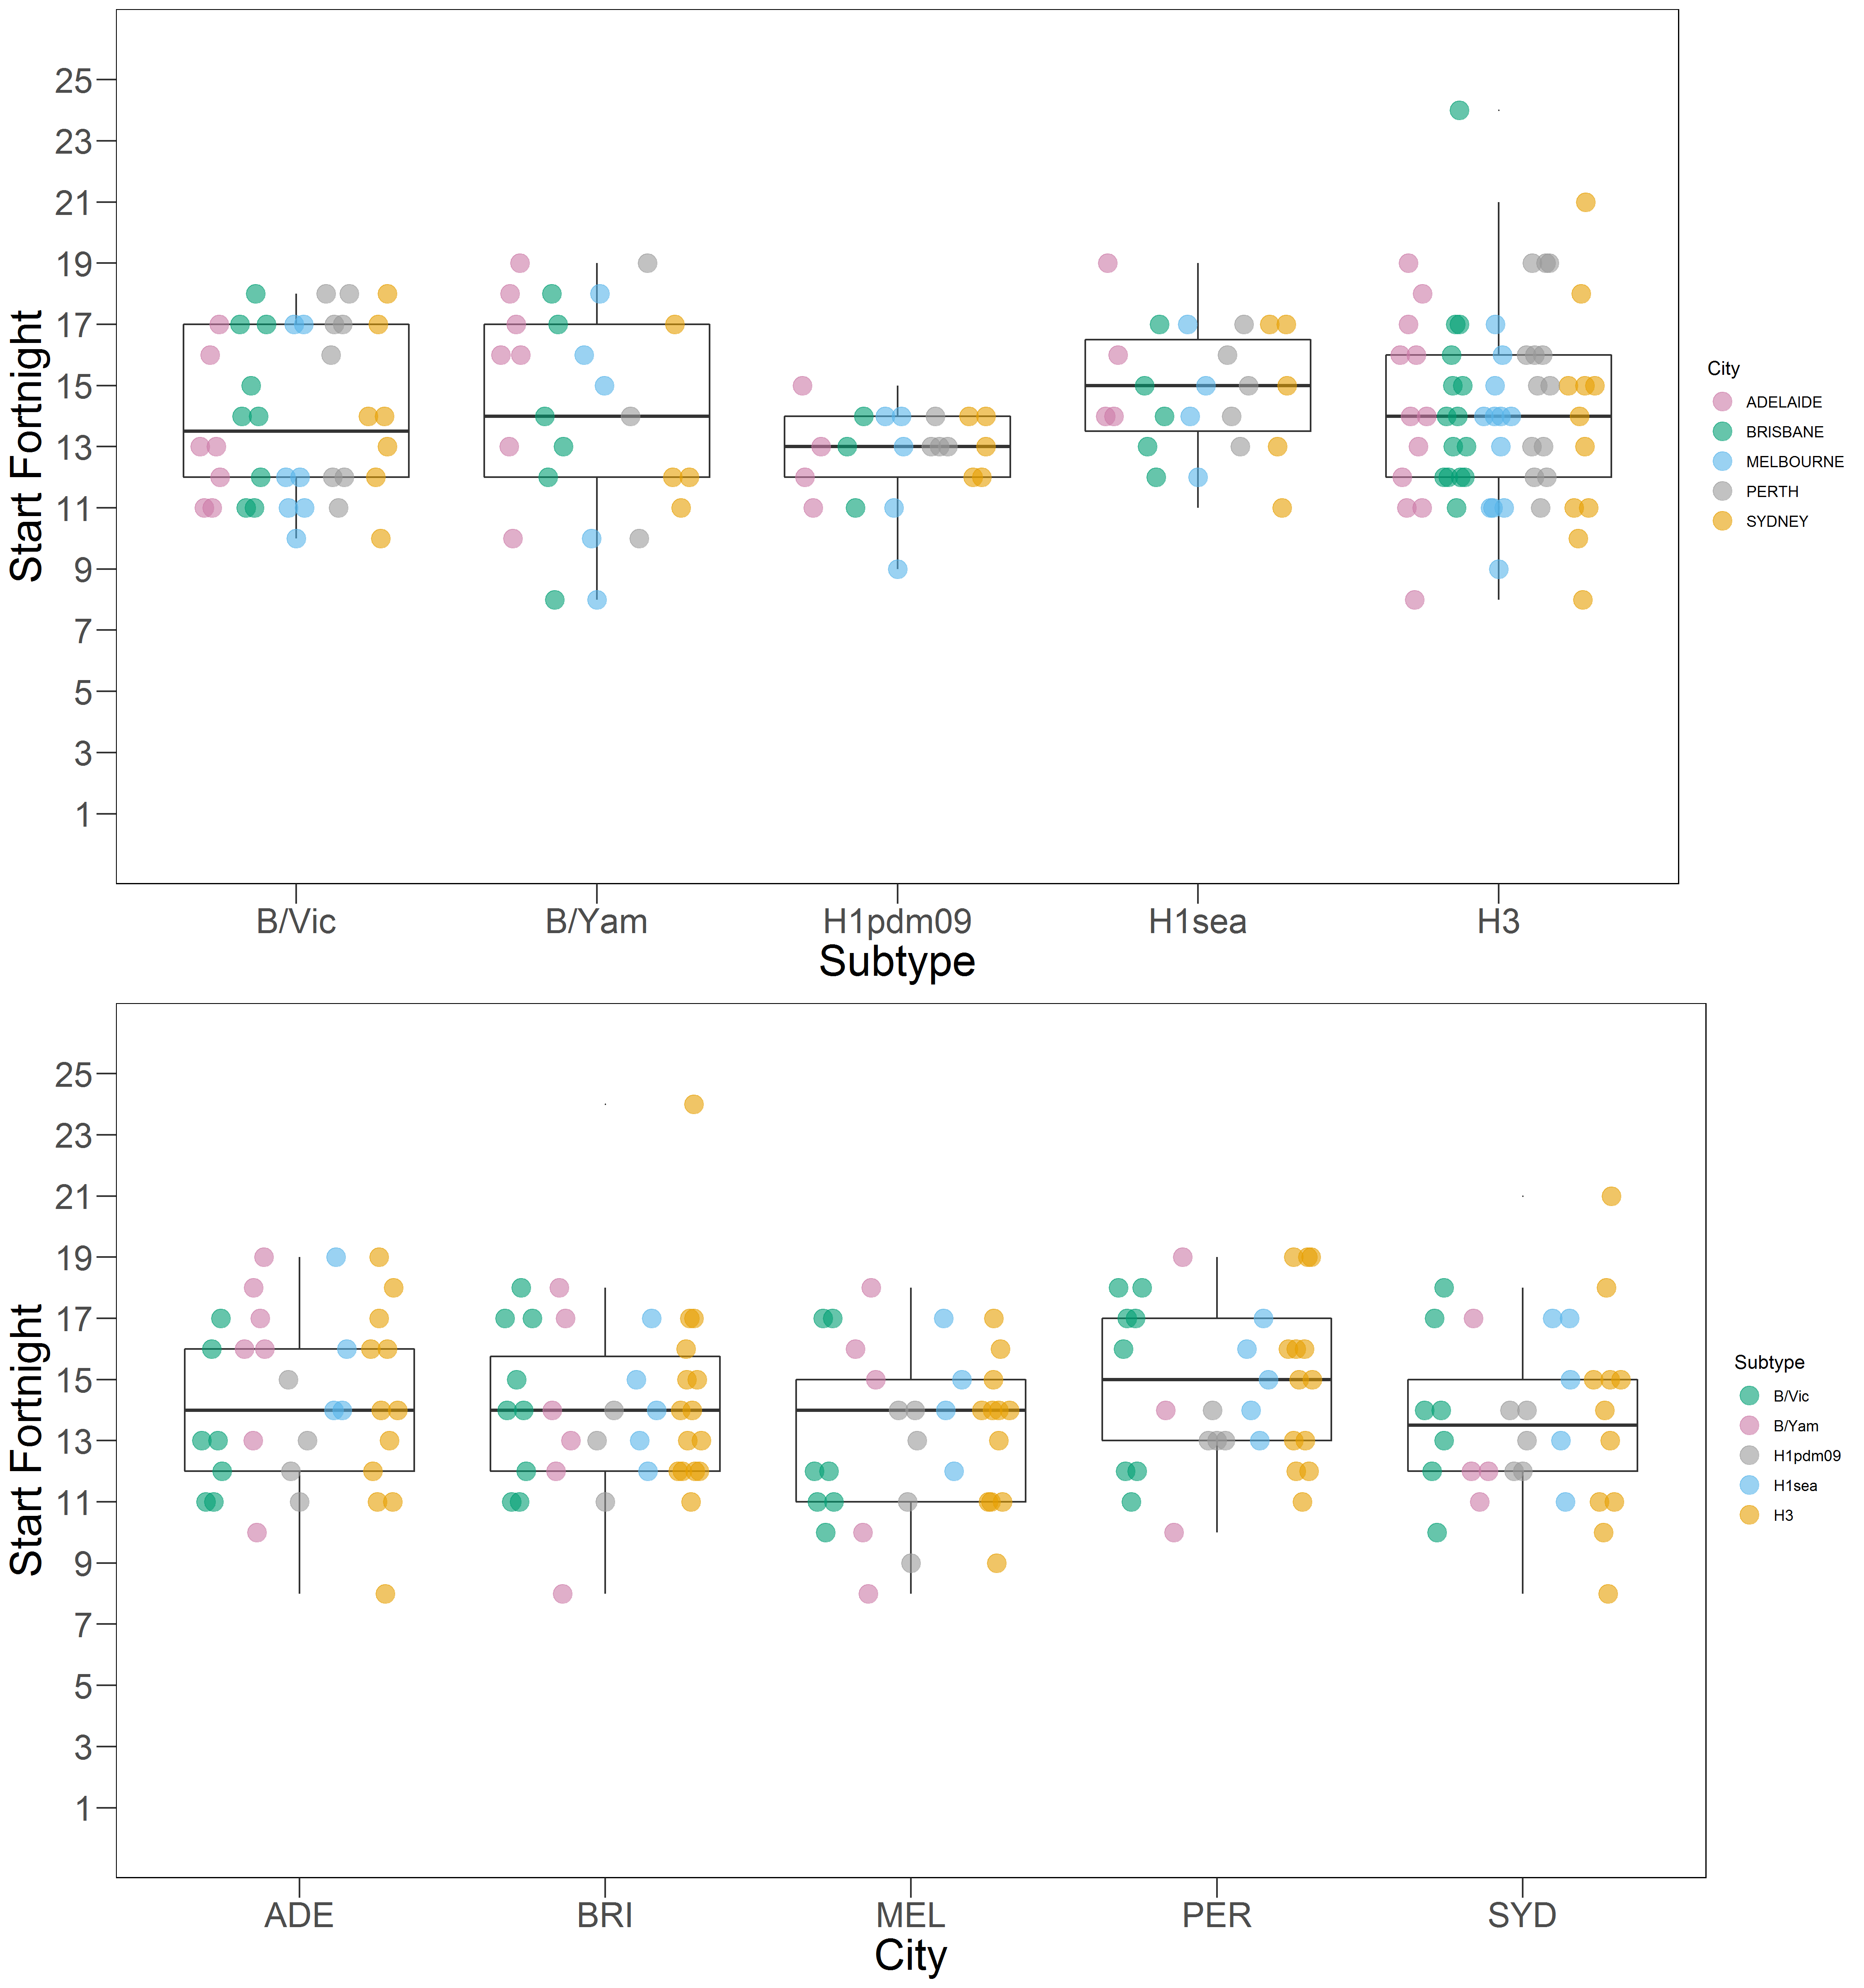 25
23
21
19
17
15
13
11
9
7
5
3
1
Start Fortnight
B/Vic
B/Yam
H1pdm09
H1sea
H3
Subtype
City
ADELAIDE
BRISBANE
MELBOURNE
PERTH
SYDNEY
25
23
21
19
17
15
13
11
9
7
5
3
1
Start Fortnight
ADE
BRI
MEL
PER
SYD
City
Subtype
B/Vic
B/Yam
H1pdm09
H1sea
H3